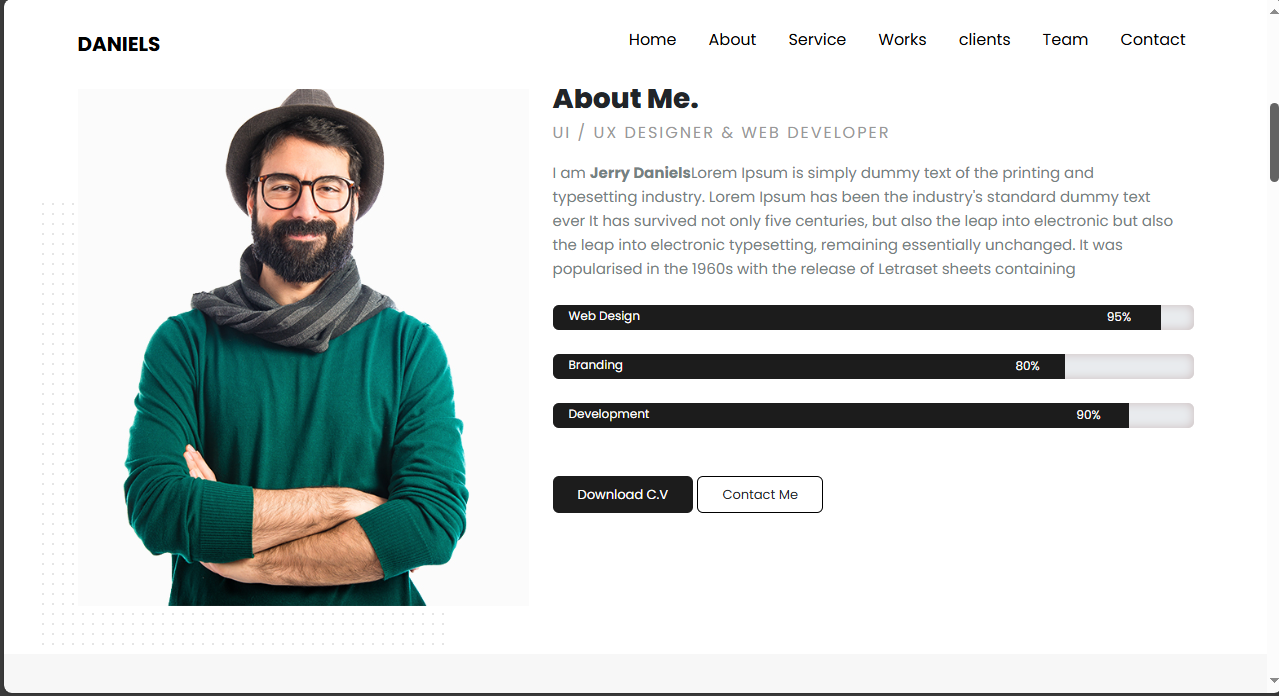 DANIELS
Home About Service Works clients Team Contact
About Me.
UI / UX DESIGNER & WEB DEVELOPER
I am Jerry DanielsLorem Ipsum is simply dummy text of the printing and
typesetting industry. Lorem Ipsum has been the industry's standard dummy text
ever It has survived not only five centuries, but also the leap into electronic but also
the leap into electronic typesetting, remaining essentially unchanged. It was
popularised in the 1960s with the release of Letraset sheets containing
Web Design 95%
Branding 80%
Development 90%
Download C.V Contact Me